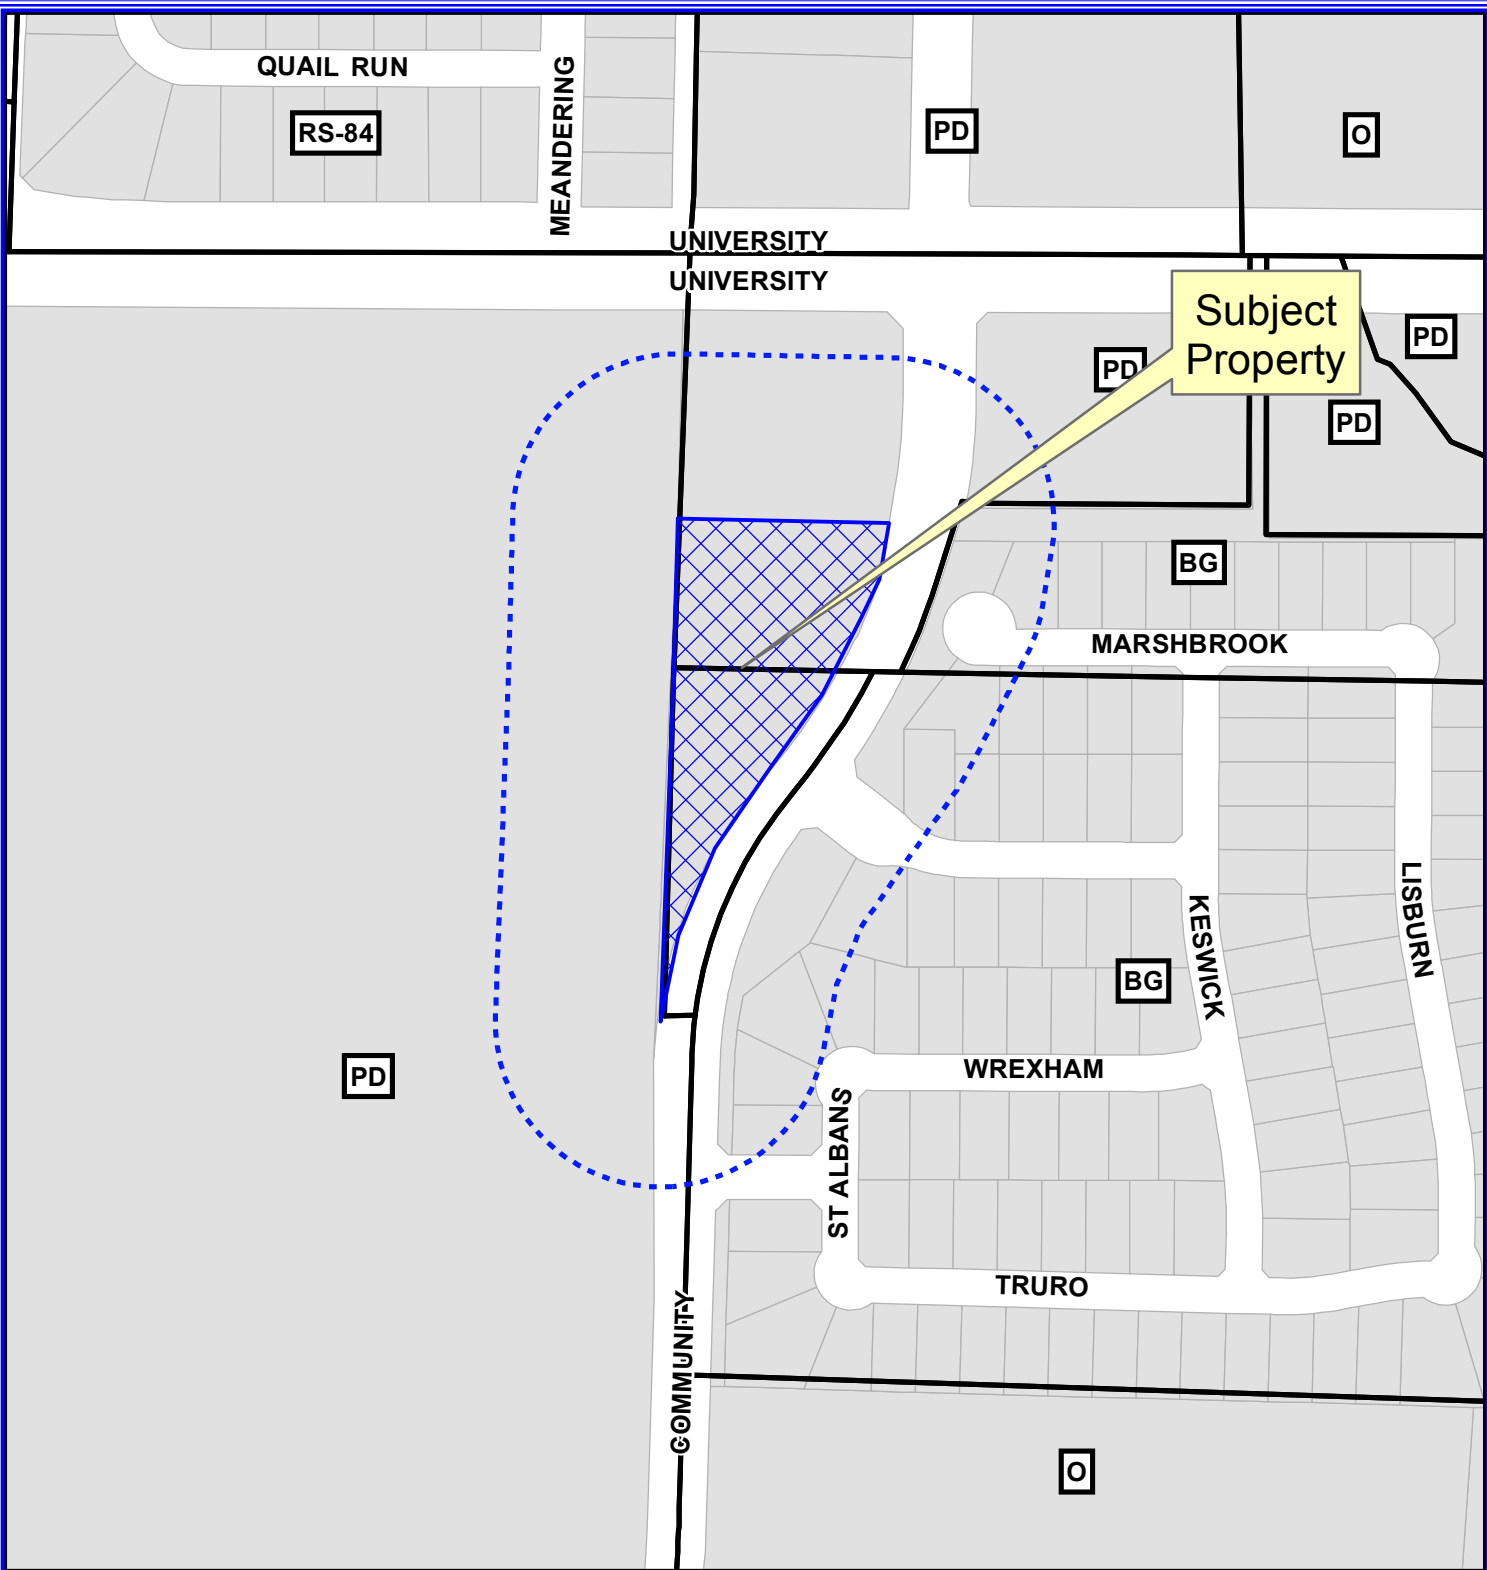 QUAIL RUN
RS-84
MEANDERING
PD
O
UNIVERSITY
UNIVERSITY
Subject
Property
PD
PD
PD
BG
MARSHBROOK
LISBURN
KESWICK
BG
PD
WREXHAM
ST ALBANS
TRURO
COMMUNITY
O